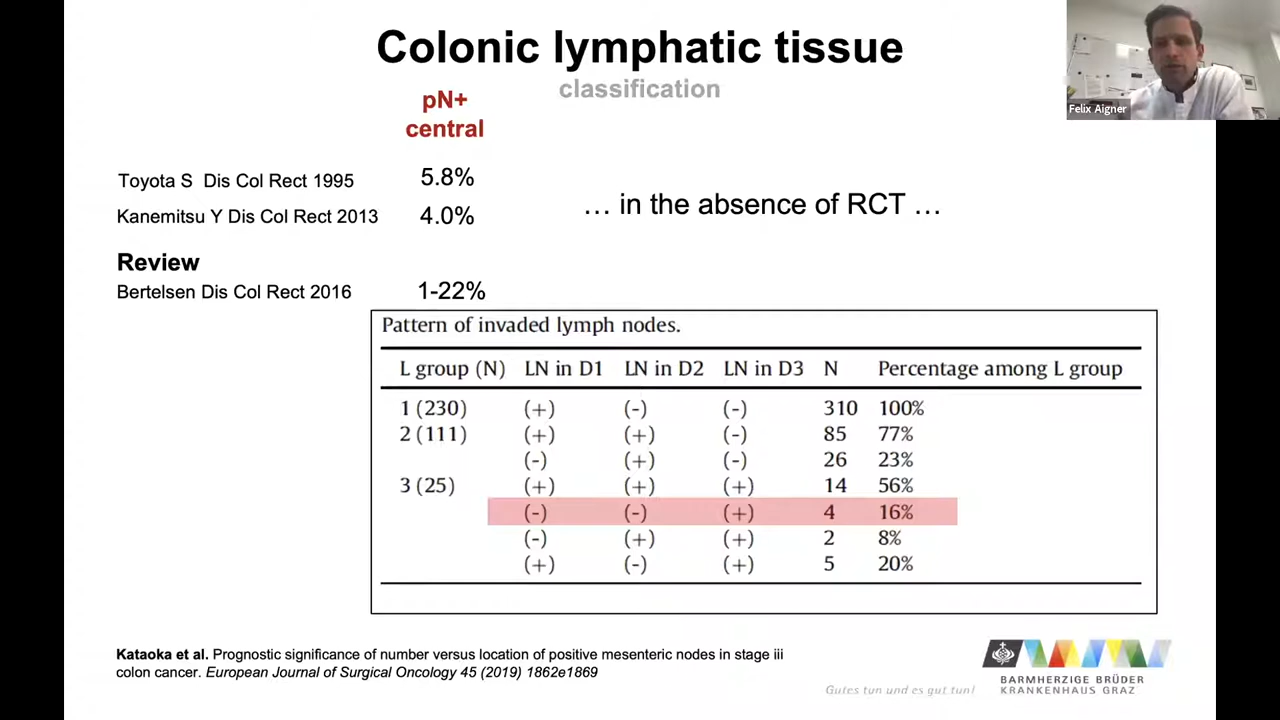 Colonic lymphatic tissue
classification
pN+
central
Toyota S Dis Col Rect 1995 5.8%
Kanemitsu Y Dis Col Rect 2013 4.0%
… in the absence of RCT …
Review
Bertelsen Dis Col Rect 2016 1-22%
Pattern of invaded lymph nodes.
L group (N) LN in D1 LN in D2 LN in D3 N Percentage among L group
1 (230) (+) (-) (-) 310 100%
2 (111) (+) (+) (-) 85 77%
(-) (+) (-) 26 23%
3 (25) (+) (+) (+) 14 56%
(-) (-) (+) 4 16%
(-) (+) (+) 2 8%
(+) (-) (+) 5 20%
Kataoka et al. Prognostic significance of number versus location of positive mesenteric nodes in stage iii
colon cancer. European Journal of Surgical Oncology 45 (2019) 1862e1869
Gutes tun und es gut tun!
BARMHERZIGE BRÜDER
KRANKENHAUS GRAZ
Felix Aigner